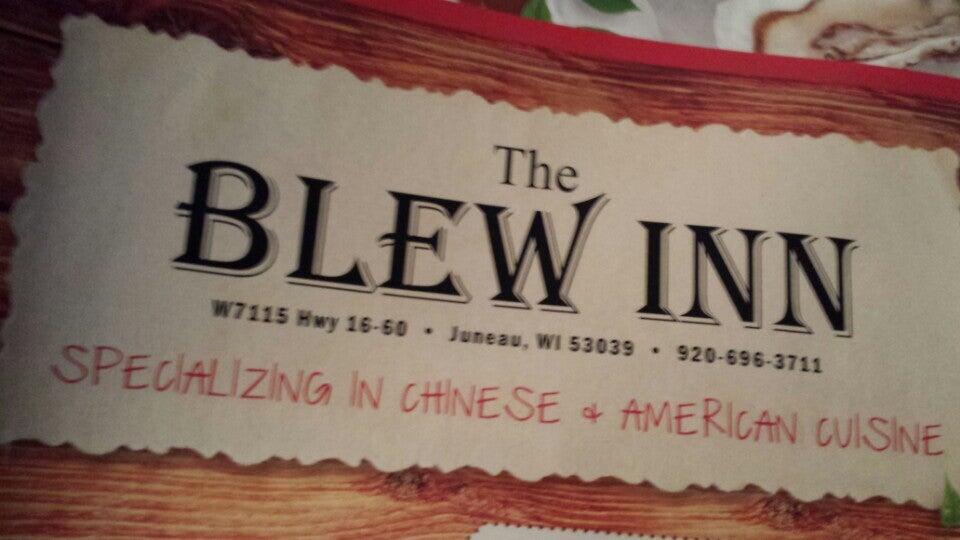 The
BLEW INN
W7115 Hwy 16-60 • Juneau, WI 53039 • 920-696-3711
SPECIALIZING IN CHINESE & AMERICAN CUISINE